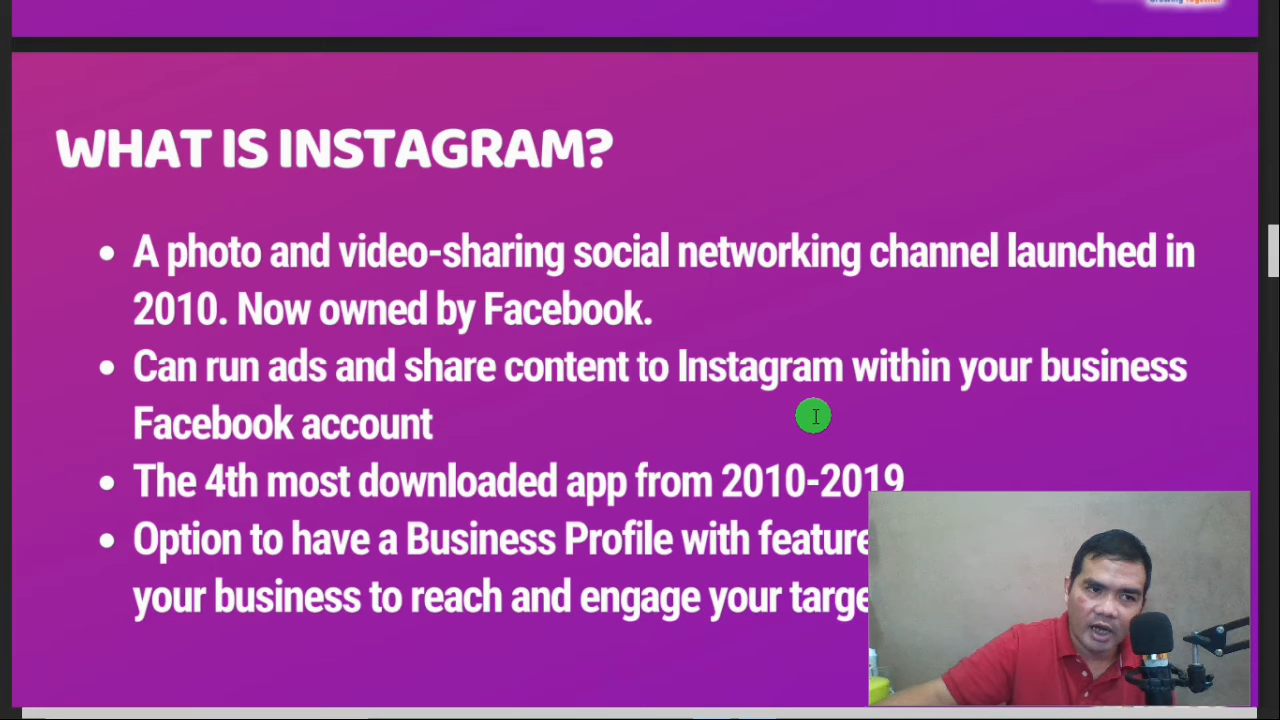 Growing Together
WHAT IS INSTAGRAM?
• A photo and video-sharing social networking channel launched in
2010. Now owned by Facebook.
• Can run ads and share content to Instagram within your business
Facebook account
• The 4th most downloaded app from 2010-2019
• Option to have a Business Profile with feature
your business to reach and engage your targe